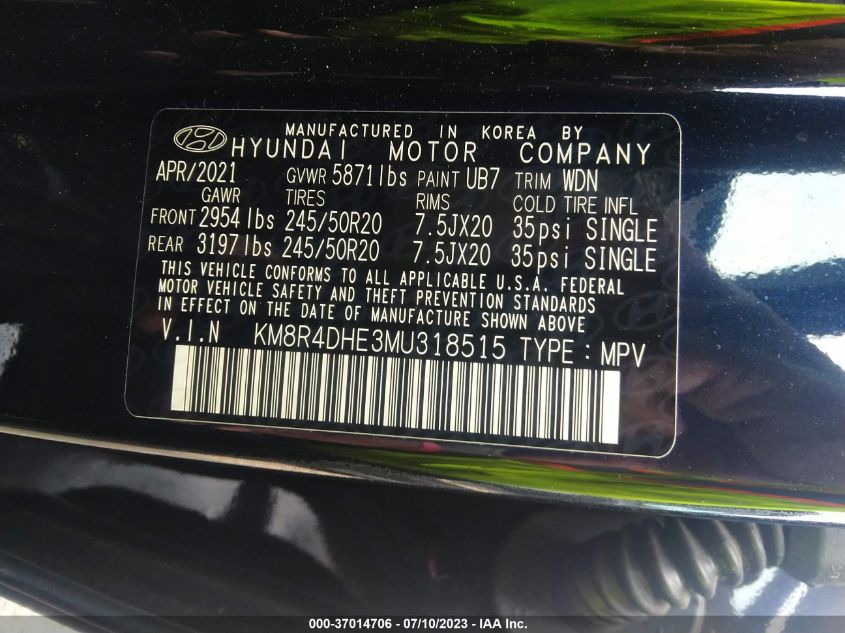 MANUFACTURED IN KOREA BY
HYUNDAI MOTOR COMPANY
APR/2021 GVWR 5871lbs PAINT UB7 TRIM WDN
GAWR TIRES RIMS COLD TIRE INFL
FRONT 2954 lbs 245/50R20 7.5JX20 35psi SINGLE
REAR 3197lbs 245/50R20 7.5JX20 35psi SINGLE
THIS VEHICLE CONFORMS TO ALL APPLICABLE U.S.A. FEDERAL
MOTOR VEHICLE SAFETY AND THEFT PREVENTION STANDARDS
IN EFFECT ON THE DATE OF MANUFACTURE SHOWN ABOVE
V.I.N KM8R4DHE3MU318515 TYPE : MPV
000-37014706 - 07/10/2023 - © IAA, Inc.